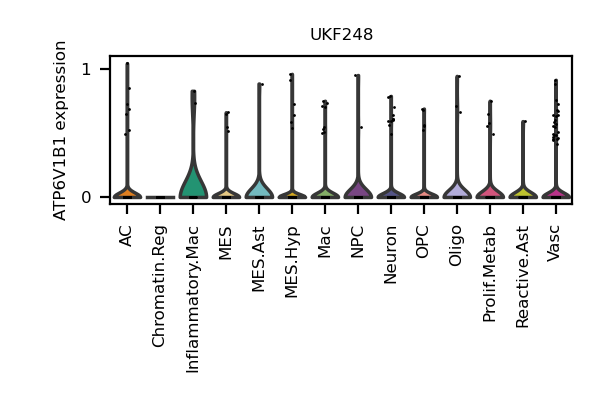 UKF248
ATP6V1B1 expression
1
0
AC
Chromatin.Reg
Inflammatory.Mac
MES
MES.Ast
MES.Hyp
Mac
NPC
Neuron
OPC
Oligo
Prolif.Metab
Reactive.Ast
Vasc